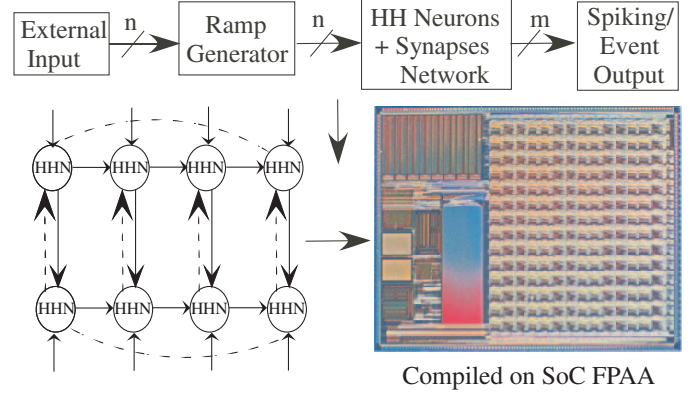 External
Input
n
Ramp
Generator
n
HH Neurons
+ Synapses
Network
m
Spiking/
Event
Output
HHN
HHN
HHN
HHN
HHN
HHN
HHN
HHN
Compiled on SoC FPAA